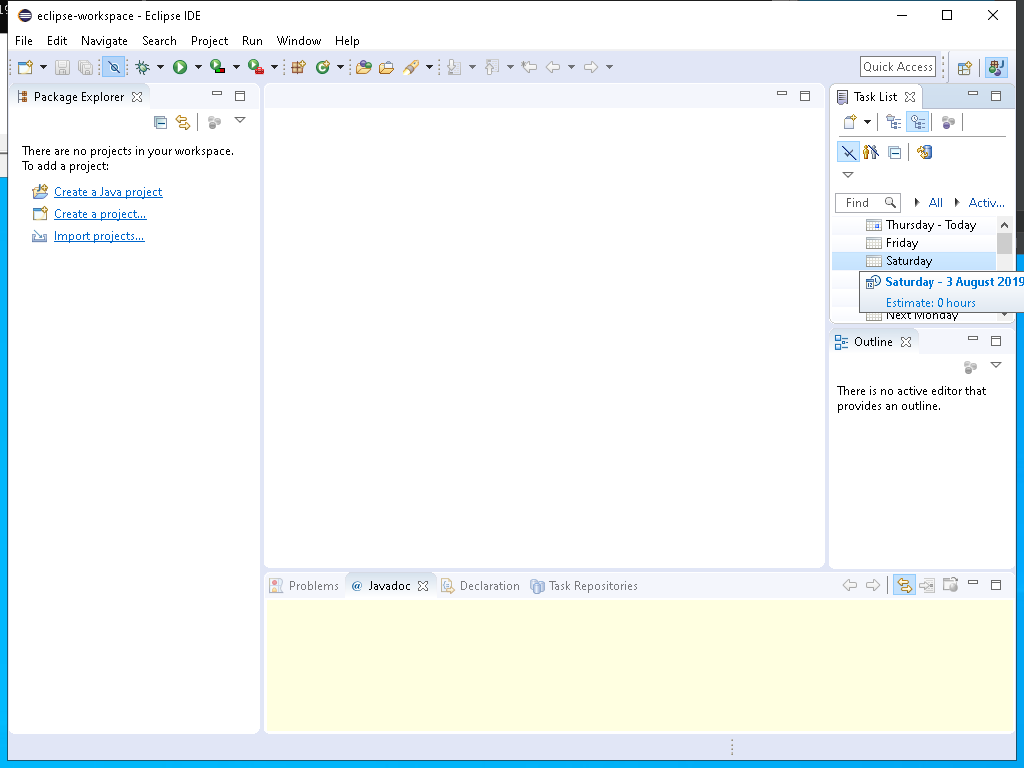 eclipse-workspace - Eclipse IDE
File Edit Navigate Search Project Run Window Help
Quick Access
Package Explorer
There are no projects in your workspace.
To add a project:
Create a Java project
Create a project...
Import projects...
Task List
Find All Activ...
Thursday - Today
Friday
Saturday
Saturday - 3 August 2019
Estimate: 0 hours
Next Monday
Outline
There is no active editor that
provides an outline.
Problems @ Javadoc Declaration Task Repositories